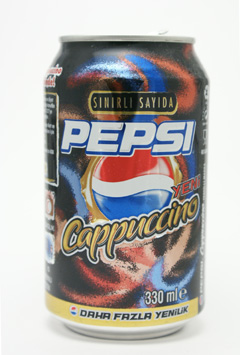 SINIRLI SAYIDA
PEPSI
YENİ
Cappuccino
330 ml e
DAHA FAZLA YENİLİK